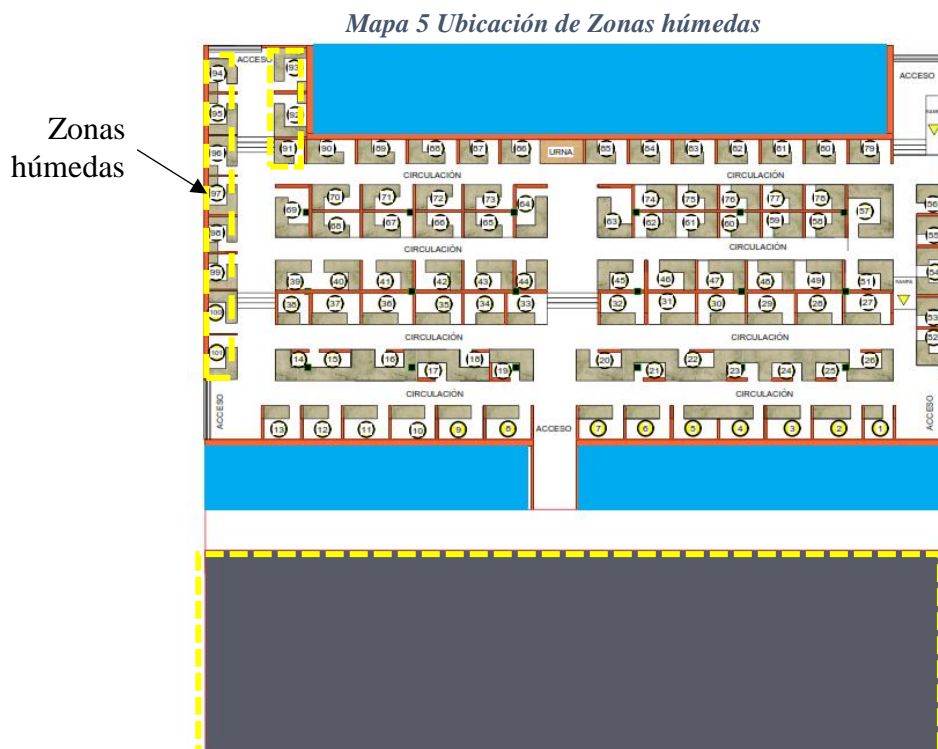 Mapa 5 Ubicación de Zonas húmedas
ACCESO
ACCESO
93
94
95
92
RAMPA
Zonas
húmedas
96
91 90 89 88 87 86 URNA 85 84 83 82 81 80 79
CIRCULACIÓN CIRCULACIÓN
97 70 71 72 73 64 74 75 76 77 78 57 56
69 68 67 66 65 63 62 61 60 59 58
98 55
CIRCULACIÓN CIRCULACIÓN
99 39 40 41 42 43 44 45 46 47 48 49 51 54
RAMPA
100 38 37 36 35 34 33 32 31 30 29 28 27 53
CIRCULACIÓN CIRCULACIÓN
52
101 14 15 16 18 20 22 26
17 19 21 23 24 25
CIRCULACIÓN CIRCULACIÓN
ACCESO ACCESO
13 12 11 10 9 8 ACCESO 7 6 5 4 3 2 1